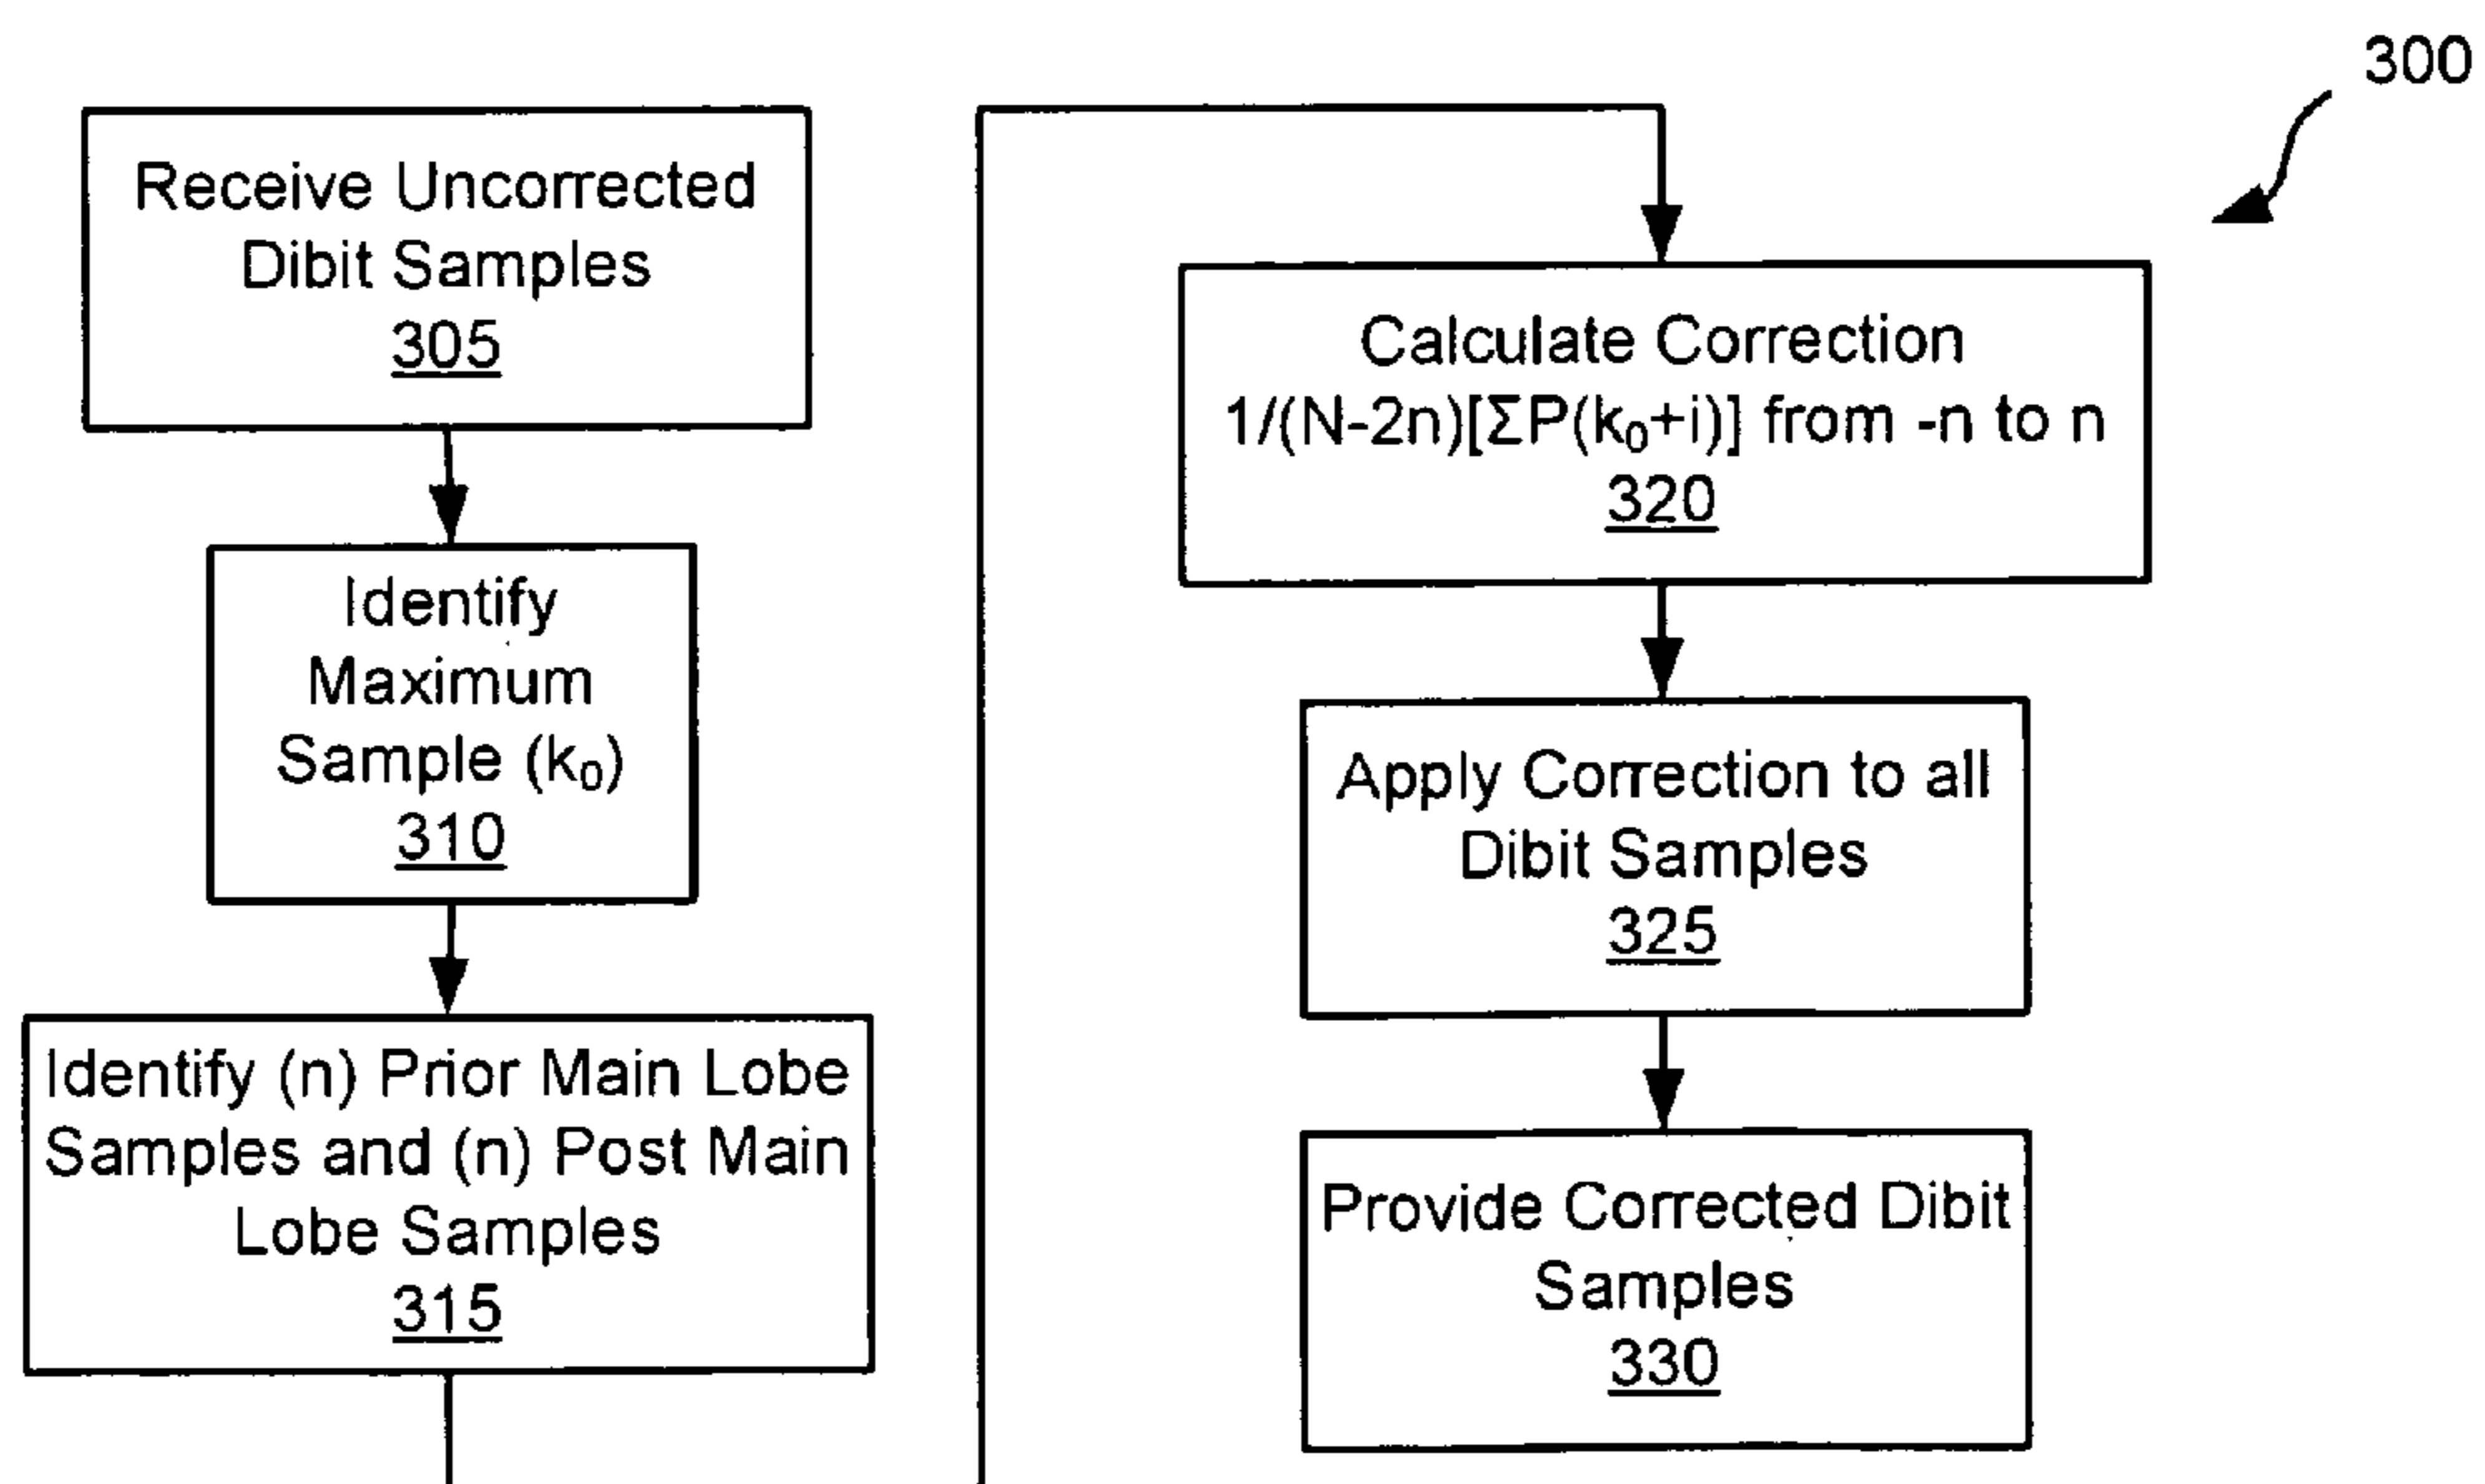 300
Receive Uncorrected
Dibit Samples
305
Identify
Maximum
Sample (k₀)
310
Identify (n) Prior Main Lobe
Samples and (n) Post Main
Lobe Samples
315
Calculate Correction
1/(N-2n)[ΣP(k₀+i)] from -n to n
320
Apply Correction to all
Dibit Samples
325
Provide Corrected Dibit
Samples
330